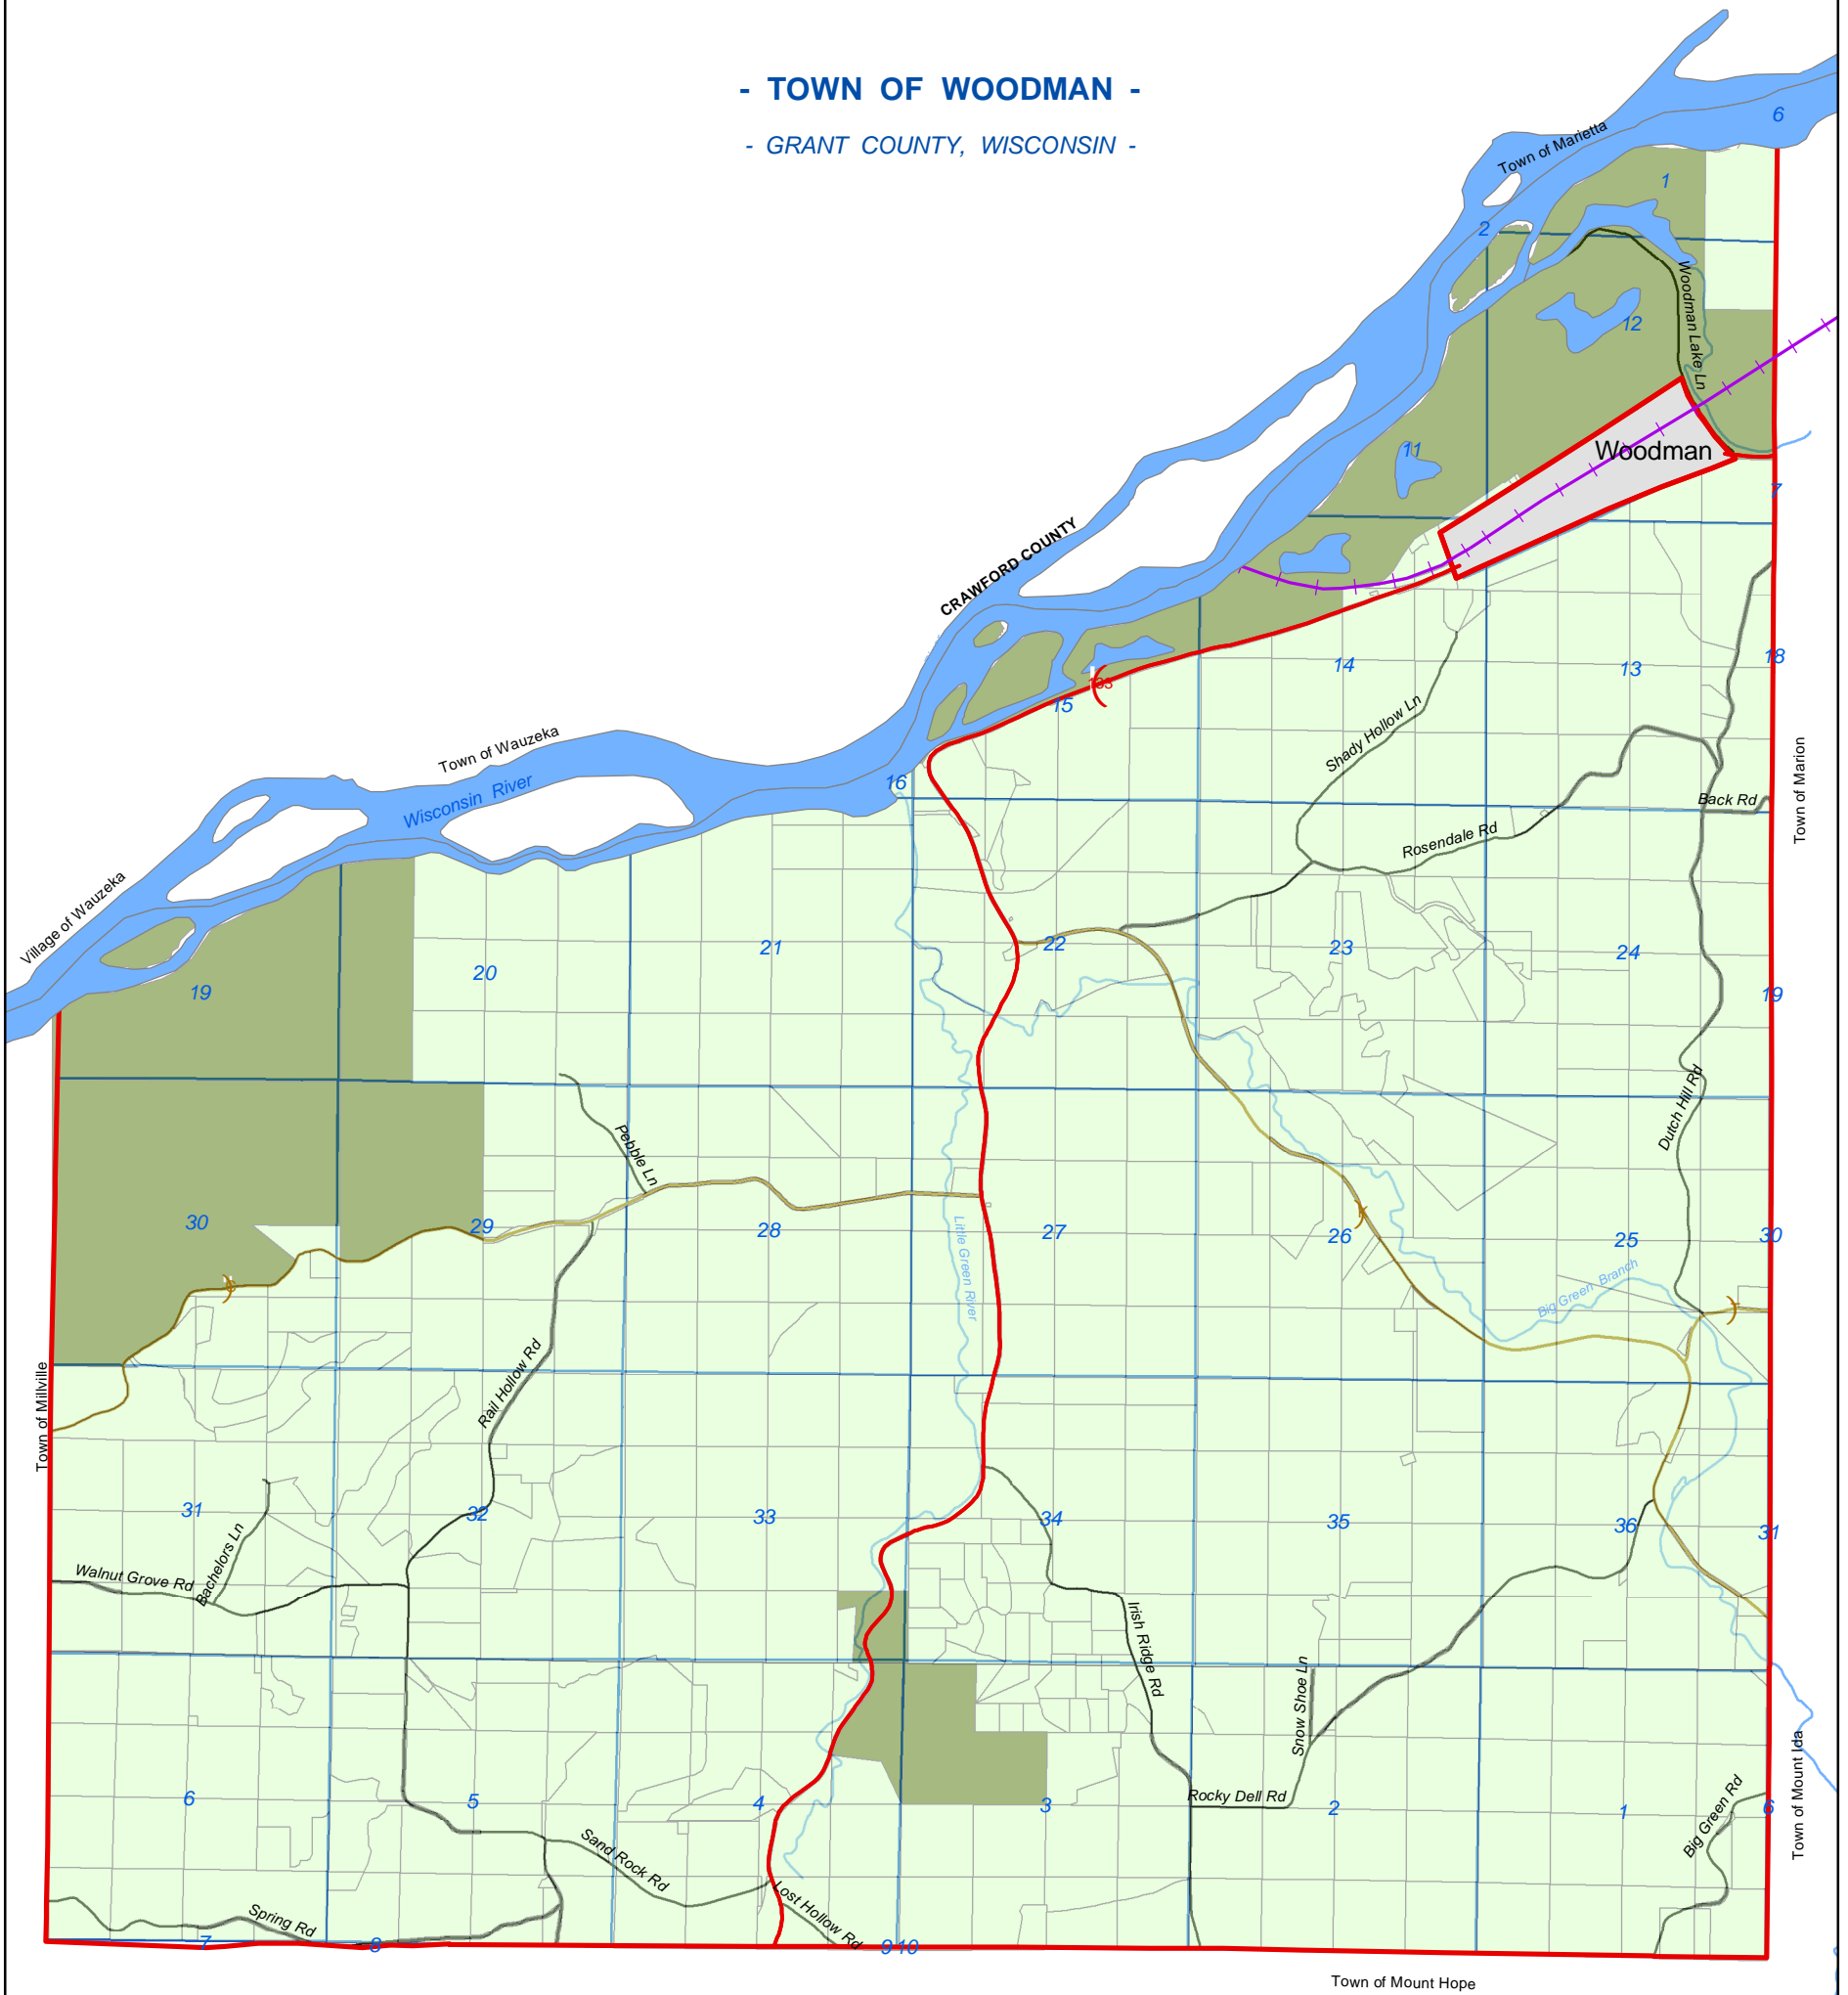 - TOWN OF WOODMAN -
- GRANT COUNTY, WISCONSIN -
6
Town of Marietta
1
2
Woodman Lake Ln
12
Woodman
11
7
CRAWFORD COUNTY
14
13
18
15
133
Shady Hollow Ln
Town of Wauzeka
Wisconsin River
16
Back Rd
Town of Marion
Rosendale Rd
Village of Wauzeka
19
20
21
22
23
24
19
Dutch Hill Rd
Pebble Ln
30
29
28
27
26
25
30
Little Green River
Big Green Branch
Town of Millville
Rail Hollow Rd
31
32
33
34
35
36
31
Walnut Grove Rd
Bachelors Ln
Irish Ridge Rd
Snow Shoe Ln
Town of Mount Ida
6
5
4
3
Rocky Dell Rd
2
1
6
Big Green Rd
Sand Rock Rd
Lost Hollow Rd
Spring Rd
7
8
9
10
Town of Mount Hope